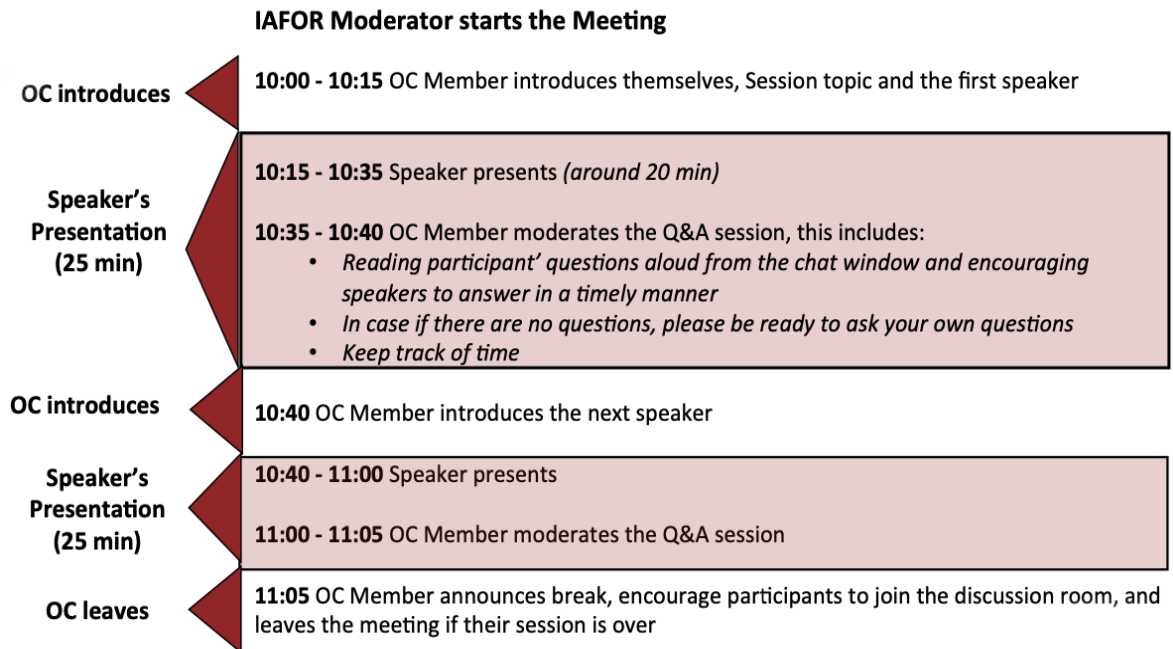 IAFOR Moderator starts the Meeting
OC introduces
10:00 - 10:15 OC Member introduces themselves, Session topic and the first speaker
Speaker's
Presentation
(25 min)
10:15 - 10:35 Speaker presents (around 20 min)
10:35 - 10:40 OC Member moderates the Q&A session, this includes:
• Reading participant' questions aloud from the chat window and encouraging
speakers to answer in a timely manner
• In case if there are no questions, please be ready to ask your own questions
• Keep track of time
OC introduces
10:40 OC Member introduces the next speaker
Speaker's
Presentation
(25 min)
10:40 - 11:00 Speaker presents
11:00 - 11:05 OC Member moderates the Q&A session
OC leaves
11:05 OC Member announces break, encourage participants to join the discussion room, and
leaves the meeting if their session is over